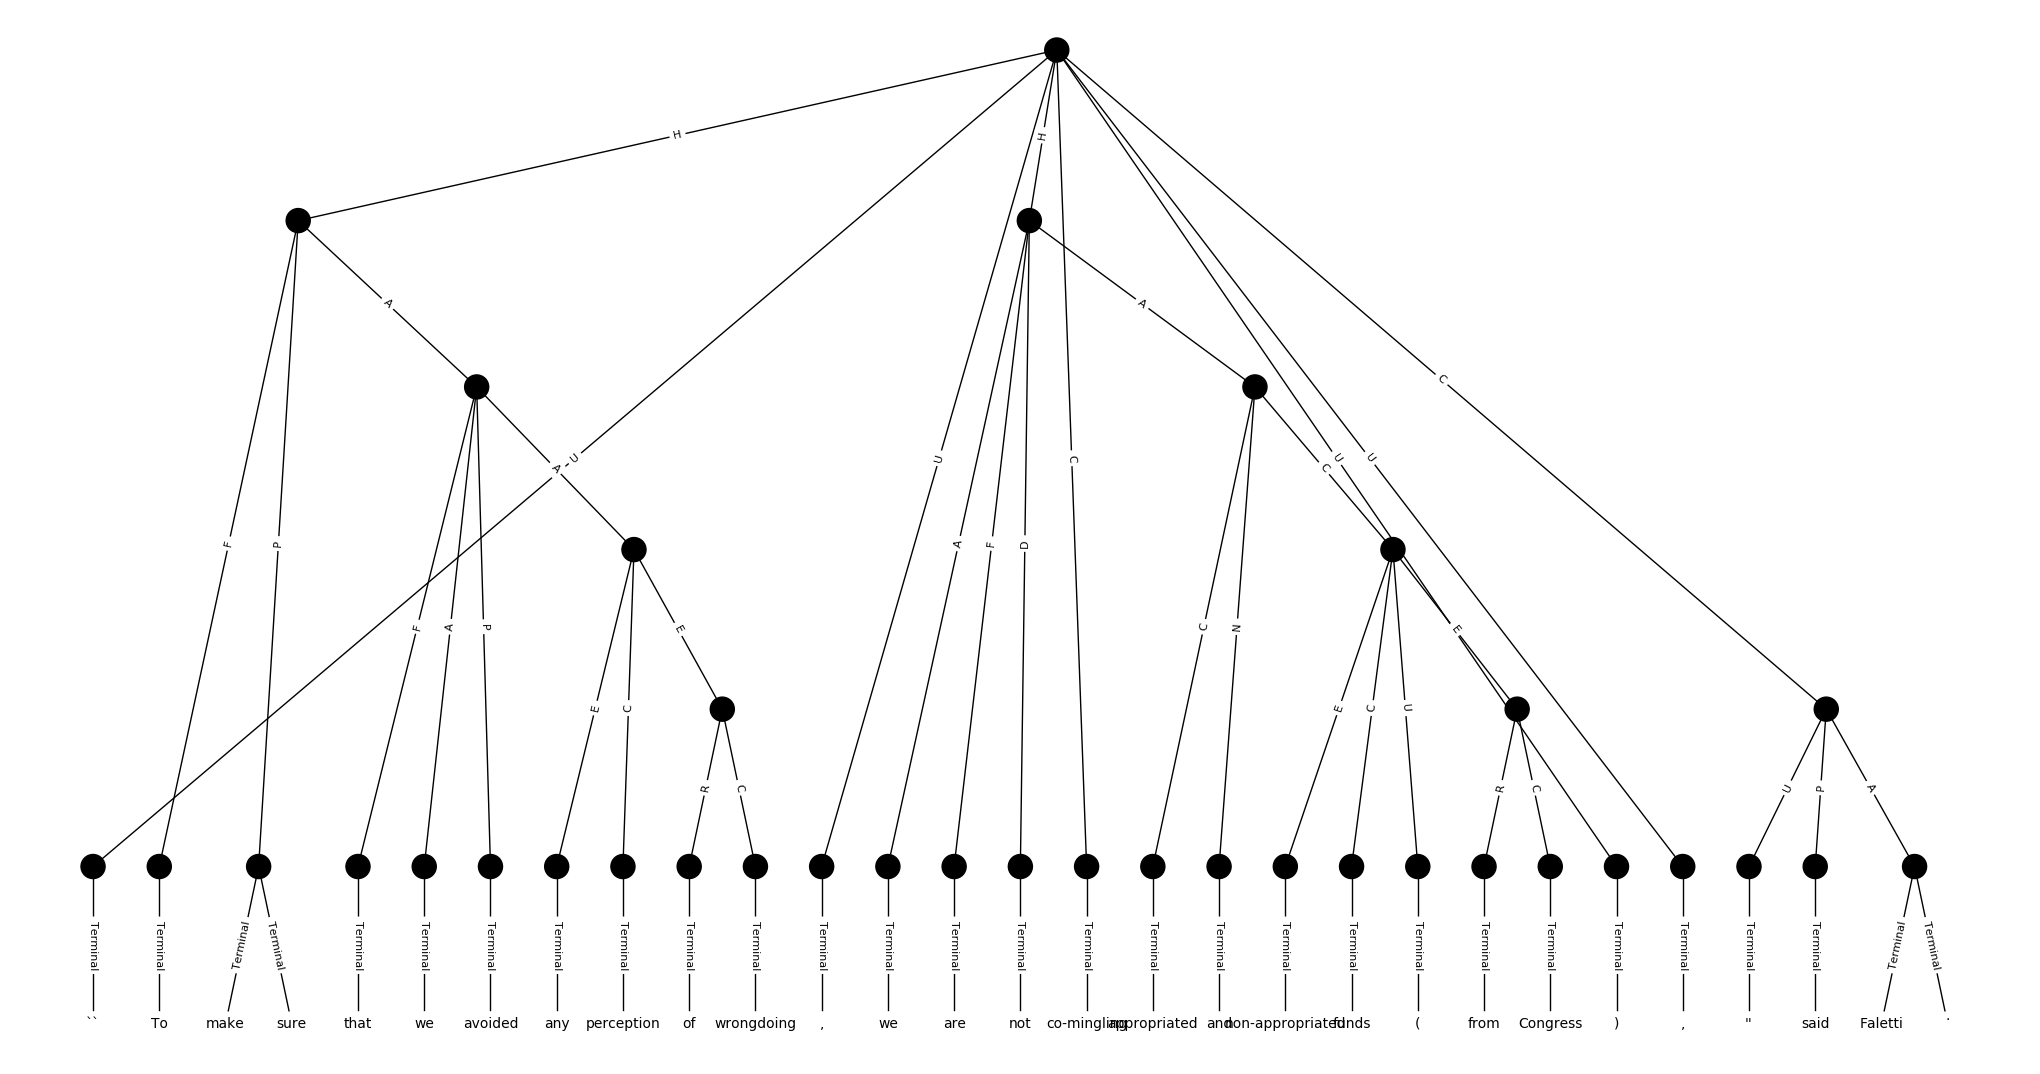 H
H
A A
C
A U U C U U C
F P A F D C
F A P E C N E
E C R C E C U
R C U P A
Terminal Terminal Terminal Terminal Terminal Terminal Terminal Terminal Terminal Terminal Terminal Terminal Terminal Terminal Terminal Terminal Terminal Terminal Terminal Terminal Terminal Terminal Terminal Terminal Terminal Terminal Terminal Terminal Terminal
`` To make sure that we avoided any perception of wrongdoing , we are not co-mingling appropriated and non-appropriated funds ( from Congress ) , " said Faletti .